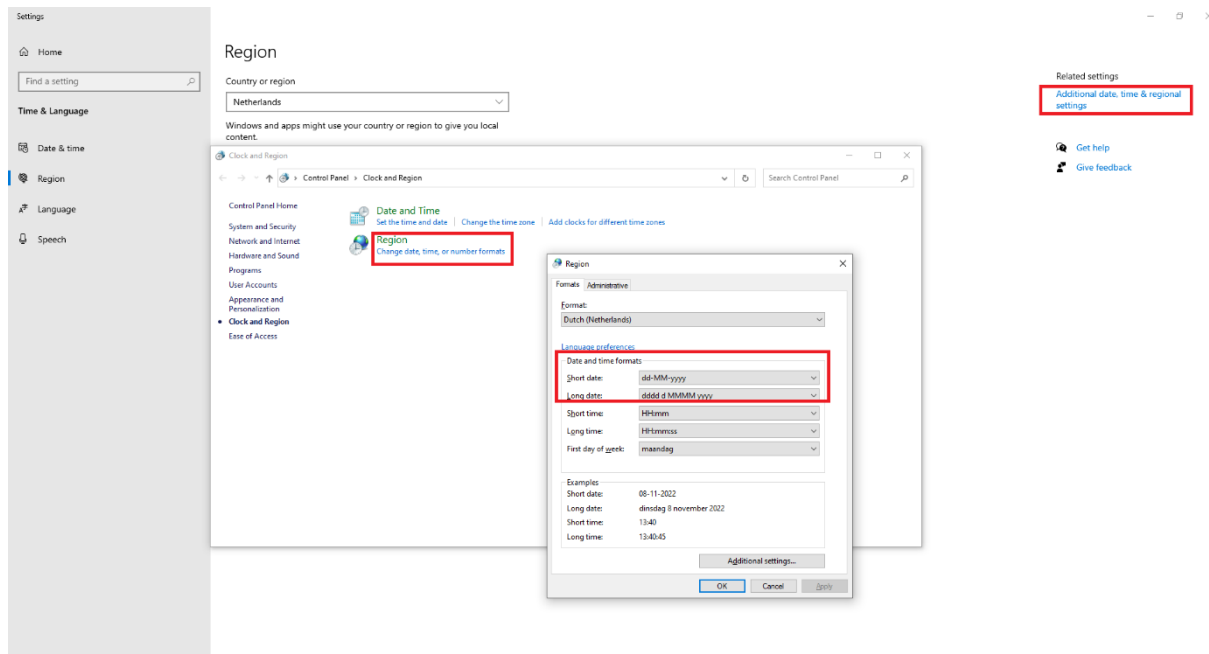 Settings
Home
Find a setting
Time & Language
Date & time
Region
Language
Speech
Region
Country or region
Netherlands
Windows and apps might use your country or region to give you local
content.
Related settings
Additional date, time & regional
settings
Get help
Give feedback
Clock and Region
Control Panel › Clock and Region
Search Control Panel
Control Panel Home
System and Security
Network and Internet
Hardware and Sound
Programs
User Accounts
Appearance and
Personalization
Clock and Region
Ease of Access
Date and Time
Set the time and date | Change the time zone | Add clocks for different time zones
Region
Change date, time, or number formats
Region
Formats Administrative
Format:
Dutch (Netherlands)
Language preferences
Date and time formats
Short date: dd-MM-yyyy
Long date: dddd d MMMM yyyy
Short time: HH:mm
Long time: HH:mm:ss
First day of week: maandag
Examples
Short date: 08-11-2022
Long date: dinsdag 8 november 2022
Short time: 13:40
Long time: 13:40:45
Additional settings...
OK Cancel Apply